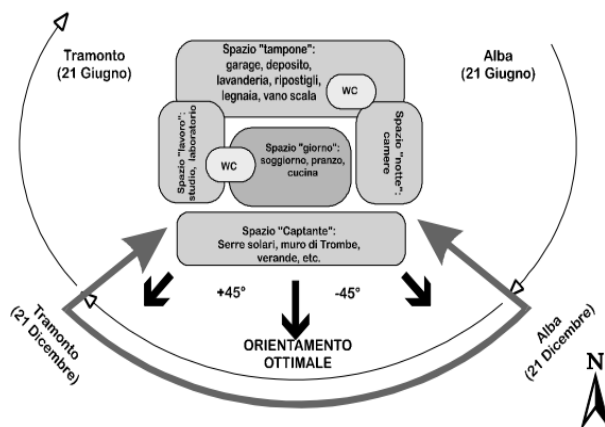 Tramonto
(21 Giugno)
Spazio "tampone":
garage, deposito,
lavanderia, ripostigli,
legnaia, vano scala
WC
Alba
(21 Giugno)
Spazio "lavoro":
studio, laboratorio
WC
Spazio "giorno":
soggiorno, pranzo,
cucina
Spazio "notte":
camere
Spazio "Captante":
Serre solari, muro di Trombe,
verande, etc.
+45°
-45°
Tramonto
(21 Dicembre)
ORIENTAMENTO
OTTIMALE
Alba
(21 Dicembre)
N